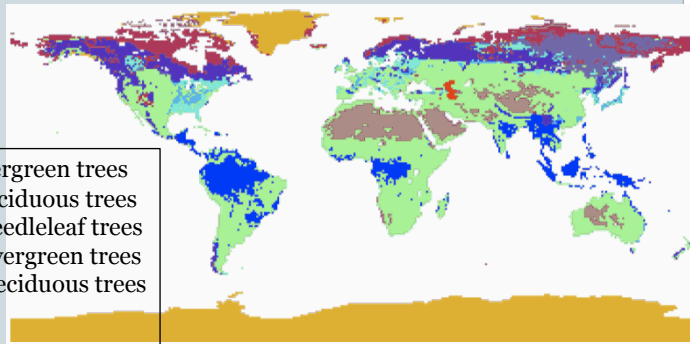 ergreen trees
ciduous trees
eedleleaf trees
vergreen trees
eciduous trees